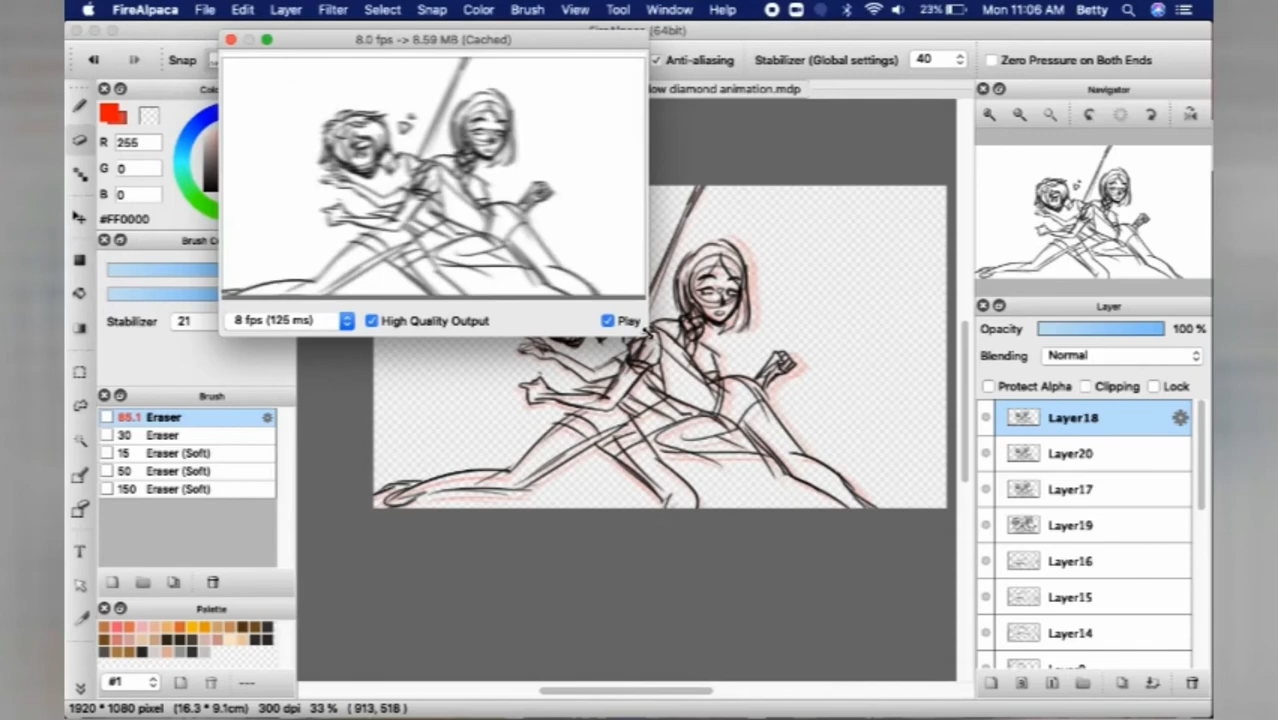 FireAlpaca File Edit Layer Filter Select Snap Color Brush View Tool Window Help 23% Mon 11:06 AM Betty
8.0 fps -> 8.59 MB (Cached)
64bit)
Snap Anti-aliasing Stabilizer (Global settings) 40 Zero Pressure on Both Ends
low diamond animation.mdp
Navigator
R 255
G 0
B 0
#FF0000
Brush Co
Stabilizer 21
8 fps (125 ms) High Quality Output Play
Brush
85.1 Eraser
30 Eraser
15 Eraser (Soft)
50 Eraser (Soft)
150 Eraser (Soft)
Palette
#1
---
Layer
Opacity 100 %
Blending Normal
Protect Alpha Clipping Lock
Layer18
Layer20
Layer17
Layer19
Layer16
Layer15
Layer14
1920 * 1080 pixel (16.3 * 9.1cm) 300 dpi 33 % ( 913, 518 )